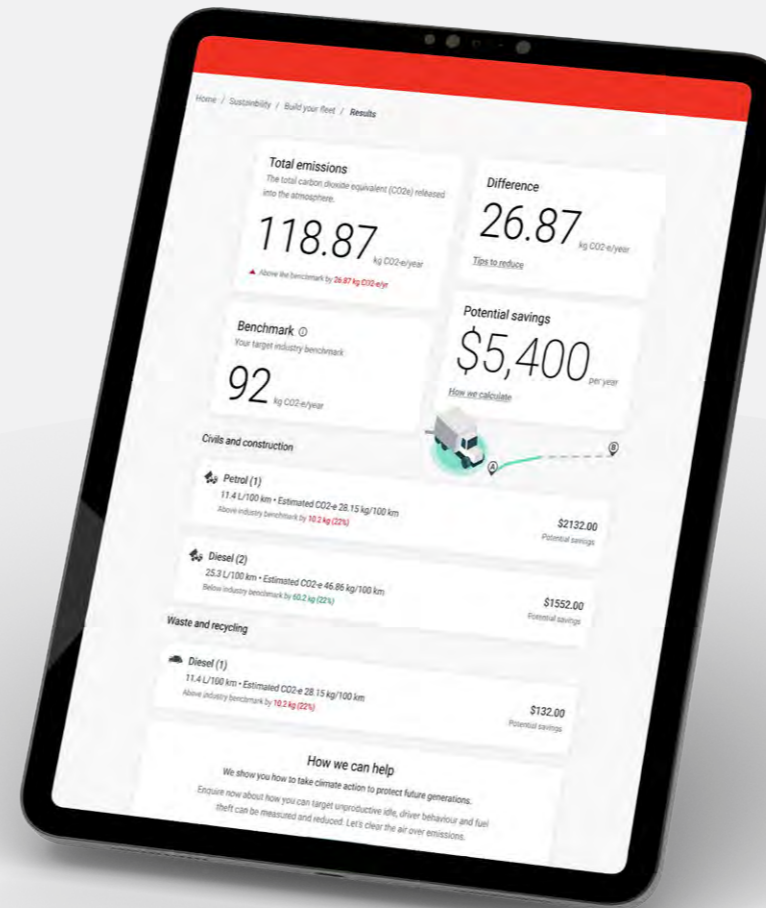 Home / Sustainbility / Build your fleet / Results
Total emissions
The total carbon dioxide equivalent (CO2e) released
into the atmosphere.
118.87 kg CO2-e/year
Above the benchmark by 26.87 kg CO2-e/yr
Difference
26.87 kg CO2-e/year
Tips to reduce
Benchmark
Your target industry benchmark
92 kg CO2-e/year
Potential savings
$5,400 per year
How we calculate
A
B
Civils and construction
Petrol (1)
11.4 L/100 km • Estimated CO2-e 28.15 kg/100 km
Above industry benchmark by 10.2 kg (22%)
$2132.00
Potential savings
Diesel (2)
25.3 L/100 km • Estimated CO2-e 46.86 kg/100 km
Below industry benchmark by 60.2 kg (22%)
$1552.00
Potential savings
Waste and recycling
Diesel (1)
11.4 L/100 km • Estimated CO2-e 28.15 kg/100 km
Above industry benchmark by 10.2 kg (22%)
$132.00
Potential savings
How we can help
We show you how to take climate action to protect future generations.
Enquire now about how you can target unproductive idle, driver behaviour and fuel
theft can be measured and reduced. Let's clear the air over emissions.